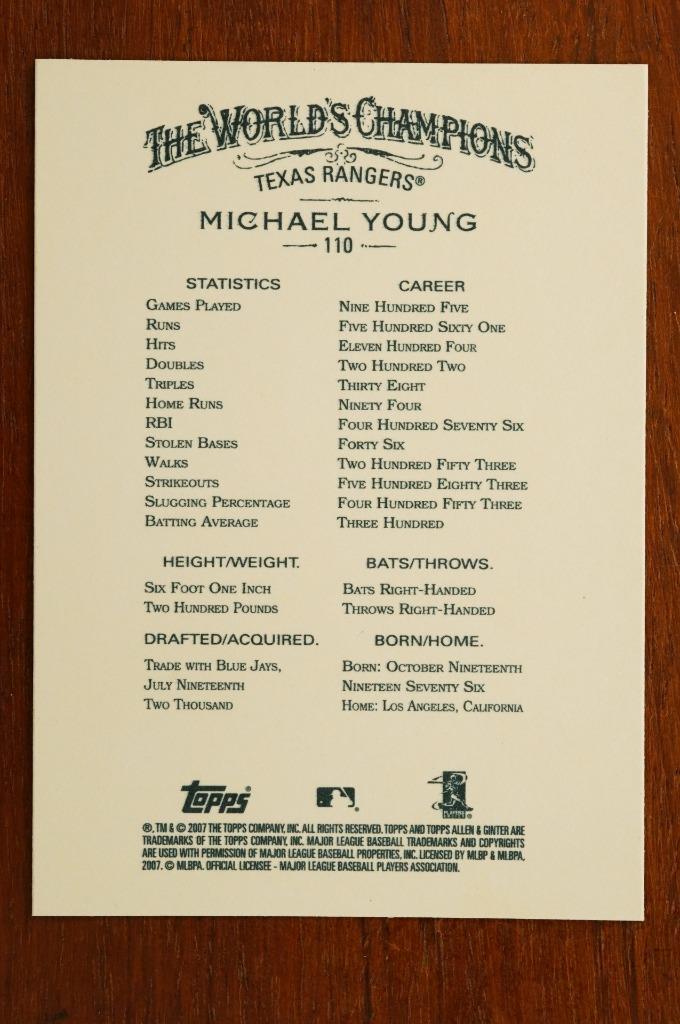 THE WORLD'S CHAMPIONS
TEXAS RANGERS®
MICHAEL YOUNG
110
STATISTICS CAREER
GAMES PLAYED NINE HUNDRED FIVE
RUNS FIVE HUNDRED SIXTY ONE
HITS ELEVEN HUNDRED FOUR
DOUBLES TWO HUNDRED TWO
TRIPLES THIRTY EIGHT
HOME RUNS NINETY FOUR
RBI FOUR HUNDRED SEVENTY SIX
STOLEN BASES FORTY SIX
WALKS TWO HUNDRED FIFTY THREE
STRIKEOUTS FIVE HUNDRED EIGHTY THREE
SLUGGING PERCENTAGE FOUR HUNDRED FIFTY THREE
BATTING AVERAGE THREE HUNDRED
HEIGHT/WEIGHT. BATS/THROWS.
SIX FOOT ONE INCH BATS RIGHT-HANDED
TWO HUNDRED POUNDS THROWS RIGHT-HANDED
DRAFTED/ACQUIRED. BORN/HOME.
TRADE WITH BLUE JAYS, BORN: OCTOBER NINETEENTH
JULY NINETEENTH NINETEEN SEVENTY SIX
TWO THOUSAND HOME: LOS ANGELES, CALIFORNIA
topps®
®, TM & © 2007 THE TOPPS COMPANY, INC. ALL RIGHTS RESERVED. TOPPS AND TOPPS ALLEN & GINTER ARE
TRADEMARKS OF THE TOPPS COMPANY, INC. MAJOR LEAGUE BASEBALL TRADEMARKS AND COPYRIGHTS
ARE USED WITH PERMISSION OF MAJOR LEAGUE BASEBALL PROPERTIES, INC. LICENSED BY MLBP & MLBPA,
2007. © MLBPA. OFFICIAL LICENSEE - MAJOR LEAGUE BASEBALL PLAYERS ASSOCIATION.